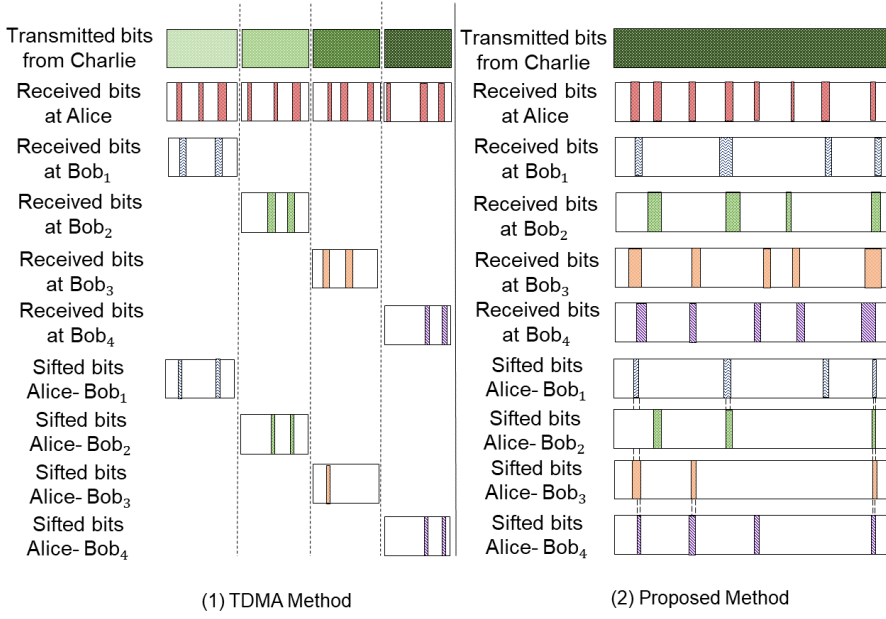 Transmitted bits
from Charlie
Received bits
at Alice
Received bits
at Bob₁
Received bits
at Bob₂
Received bits
at Bob₃
Received bits
at Bob₄
Sifted bits
Alice- Bob₁
Sifted bits
Alice- Bob₂
Sifted bits
Alice- Bob₃
Sifted bits
Alice- Bob₄
(1) TDMA Method
Transmitted bits
from Charlie
Received bits
at Alice
Received bits
at Bob₁
Received bits
at Bob₂
Received bits
at Bob₃
Received bits
at Bob₄
Sifted bits
Alice- Bob₁
Sifted bits
Alice- Bob₂
Sifted bits
Alice- Bob₃
Sifted bits
Alice- Bob₄
(2) Proposed Method